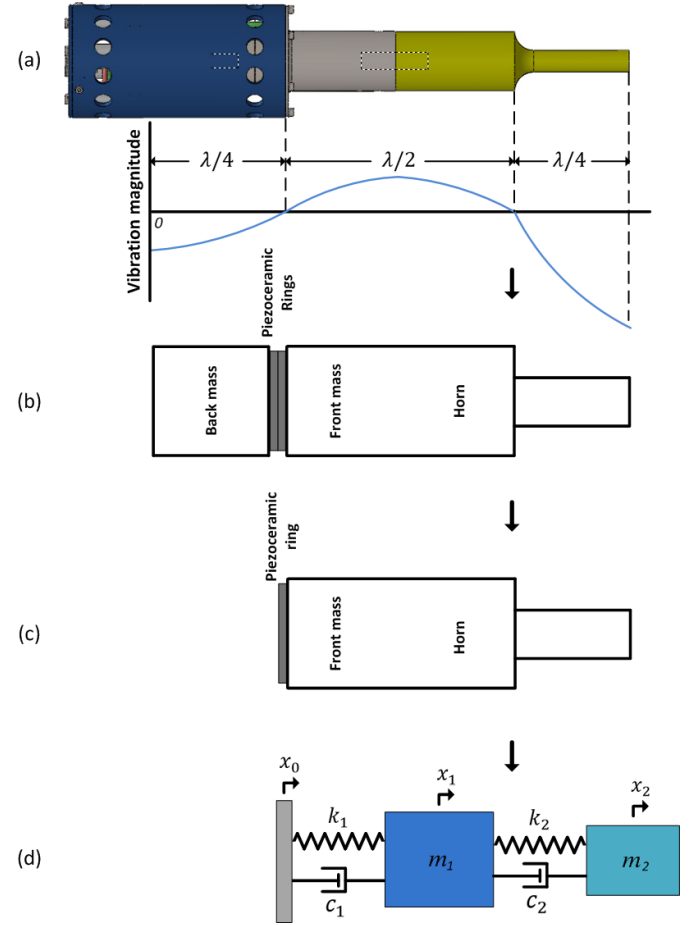 (a)
λ/4
λ/2
λ/4
Vibration magnitude
0
Piezoceramic
Rings
(b)
Back mass
Front mass
Horn
Piezoceramic
ring
(c)
Front mass
Horn
x₀
x₁
x₂
k₁
k₂
(d)
m₁
m₂
c₁
c₂